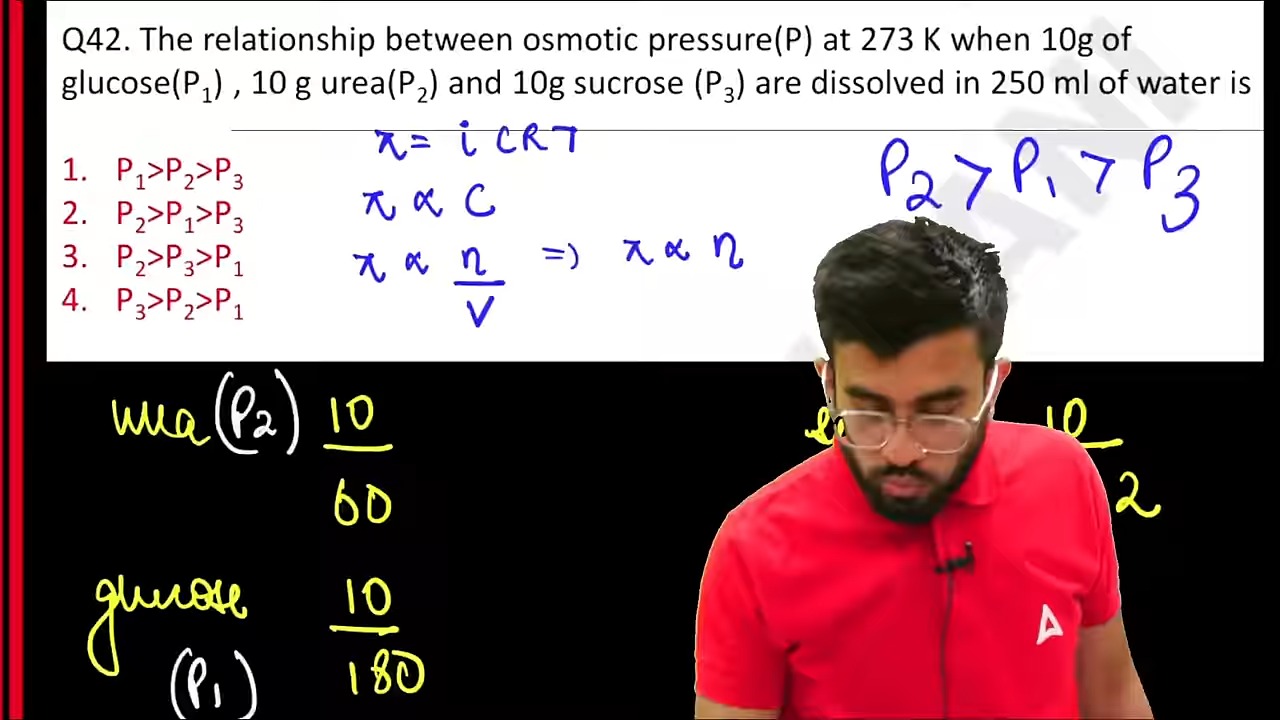 Q42. The relationship between osmotic pressure(P) at 273 K when 10g of
glucose(P₁) , 10 g urea(P₂) and 10g sucrose (P₃) are dissolved in 250 ml of water is
1. P₁>P₂>P₃
2. P₂>P₁>P₃
3. P₂>P₃>P₁
4. P₃>P₂>P₁
π = i CRT
π ∝ C
π ∝ n/V => π ∝ n
P₂ > P₁ > P₃
urea (P₂) 10/60
glucose 10/180
(P₁)
10
2